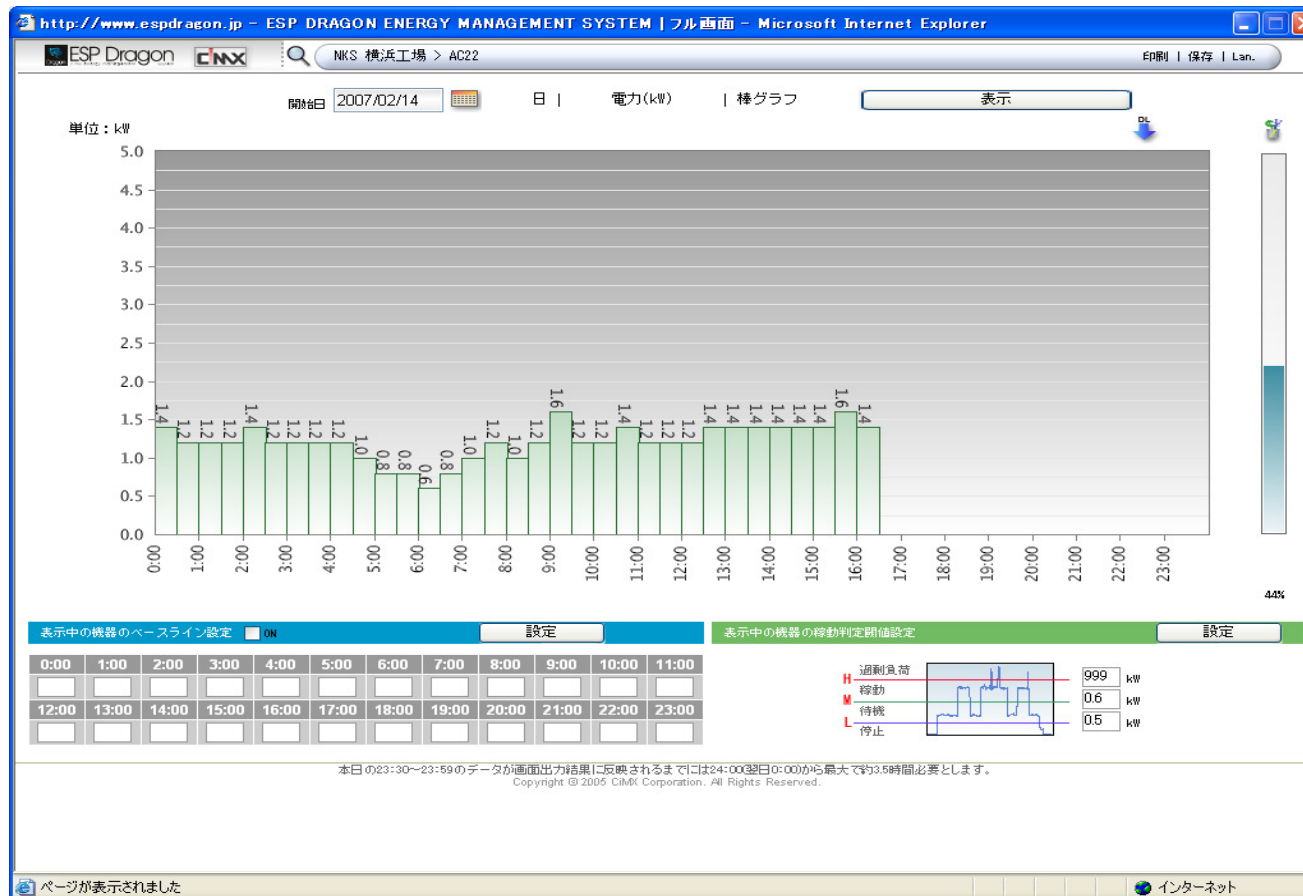 http://www.espdragon.jp - ESP DRAGON ENERGY MANAGEMENT SYSTEM | フル画面 - Microsoft Internet Explorer
ESP Dragon CiMX NKS 横浜工場 > AC22 印刷 | 保存 | Lan.
開始日 2007/02/14 日 | 電力(kW) | 棒グラフ 表示
単位：kW DL
5.0
4.5
4.0
3.5
3.0
2.5
2.0
1.5
1.0
0.5
0.0
1.4 1.2 1.2 1.2 1.4 1.2 1.2 1.2 1.2 1.0 0.8 0.8 0.6 0.8 1.0 1.2 1.0 1.2 1.6 1.2 1.2 1.4 1.2 1.2 1.2 1.4 1.4 1.4 1.4 1.4 1.4 1.6 1.4
0:00 1:00 2:00 3:00 4:00 5:00 6:00 7:00 8:00 9:00 10:00 11:00 12:00 13:00 14:00 15:00 16:00 17:00 18:00 19:00 20:00 21:00 22:00 23:00
44%
表示中の機器のベースライン設定 ON 設定
0:00 1:00 2:00 3:00 4:00 5:00 6:00 7:00 8:00 9:00 10:00 11:00
12:00 13:00 14:00 15:00 16:00 17:00 18:00 19:00 20:00 21:00 22:00 23:00
表示中の機器の稼動判定閾値設定 設定
過剰負荷
H 999 kW
稼動
M 0.6 kW
待機
L 0.5 kW
停止
本日の23:30～23:59のデータが画面出力結果に反映されるまでには24:00(翌日0:00)から最大で約3.5時間必要とします。
Copyright © 2005 CiMX Corporation. All Rights Reserved.
ページが表示されました インターネット